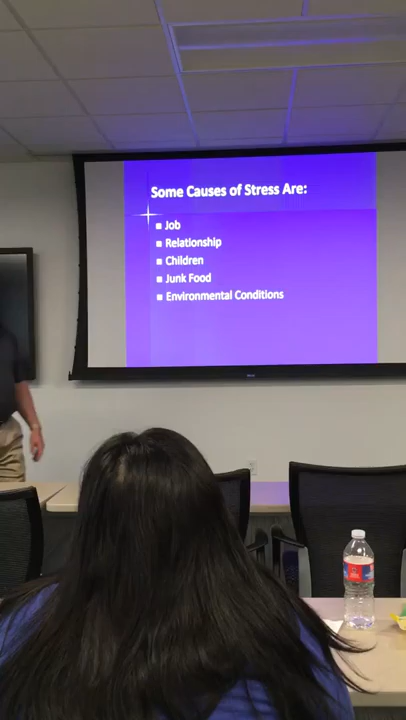 Some Causes of Stress Are:
Job
Relationship
Children
Junk Food
Environmental Conditions